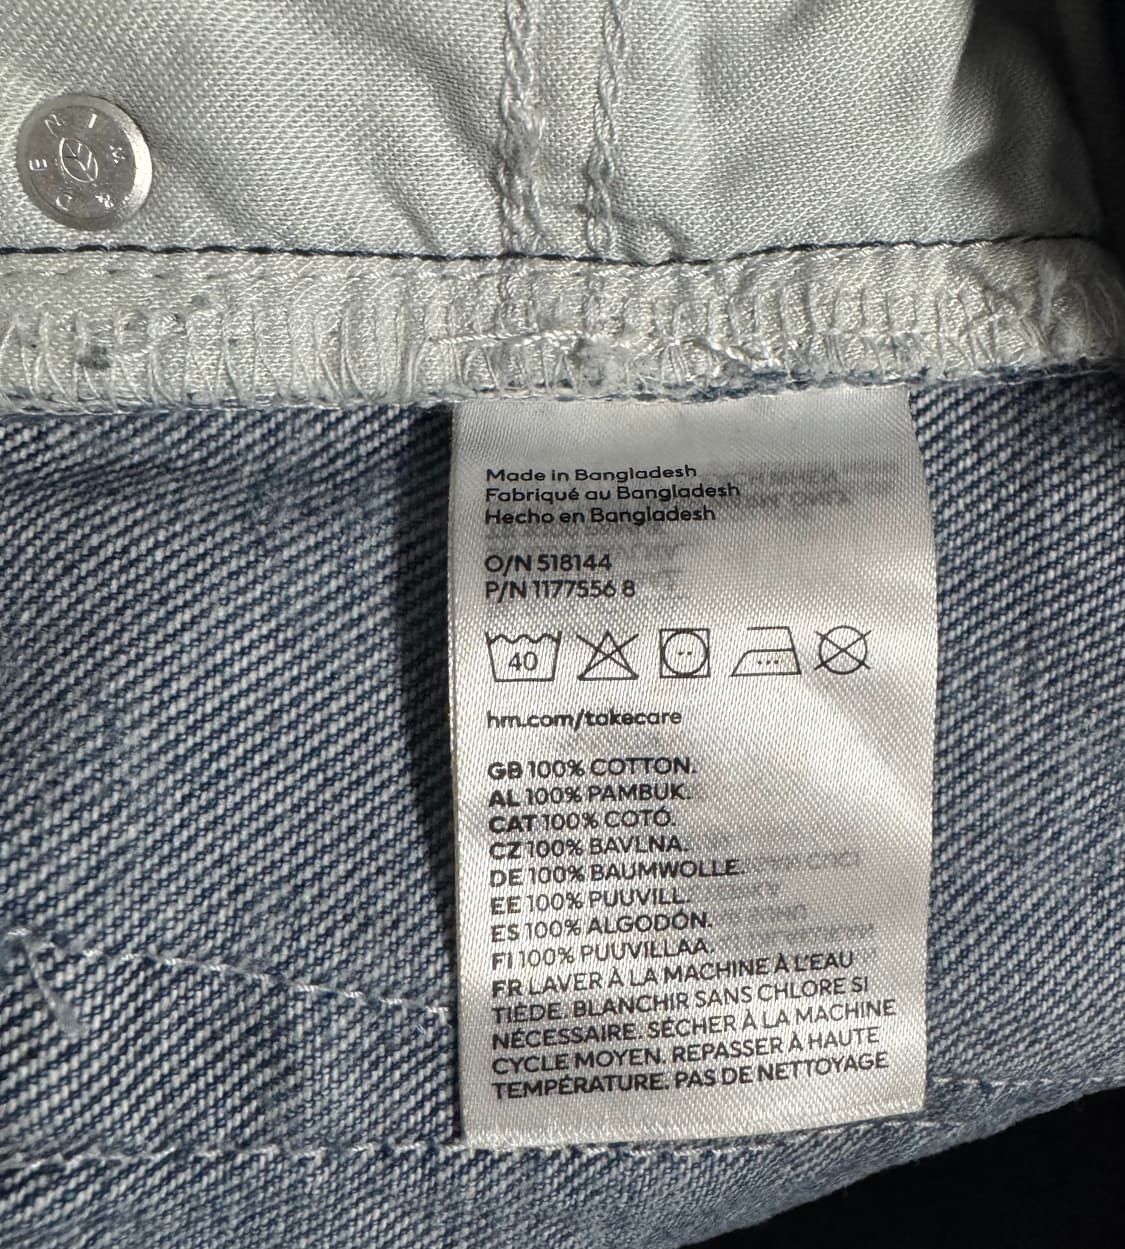 Made in Bangladesh
Fabriqué au Bangladesh
Hecho en Bangladesh
O/N 518144
P/N 1177556 8
40
hm.com/takecare
GB 100% COTTON.
AL 100% PAMBUK.
CAT 100% COTÓ.
CZ 100% BAVLNA.
DE 100% BAUMWOLLE.
EE 100% PUUVILL.
ES 100% ALGODÓN.
FI 100% PUUVILLAA.
FR LAVER À LA MACHINE À L'EAU
TIÈDE. BLANCHIR SANS CHLORE SI
NÉCESSAIRE. SÉCHER À LA MACHINE
CYCLE MOYEN. REPASSER À HAUTE
TEMPÉRATURE. PAS DE NETTOYAGE